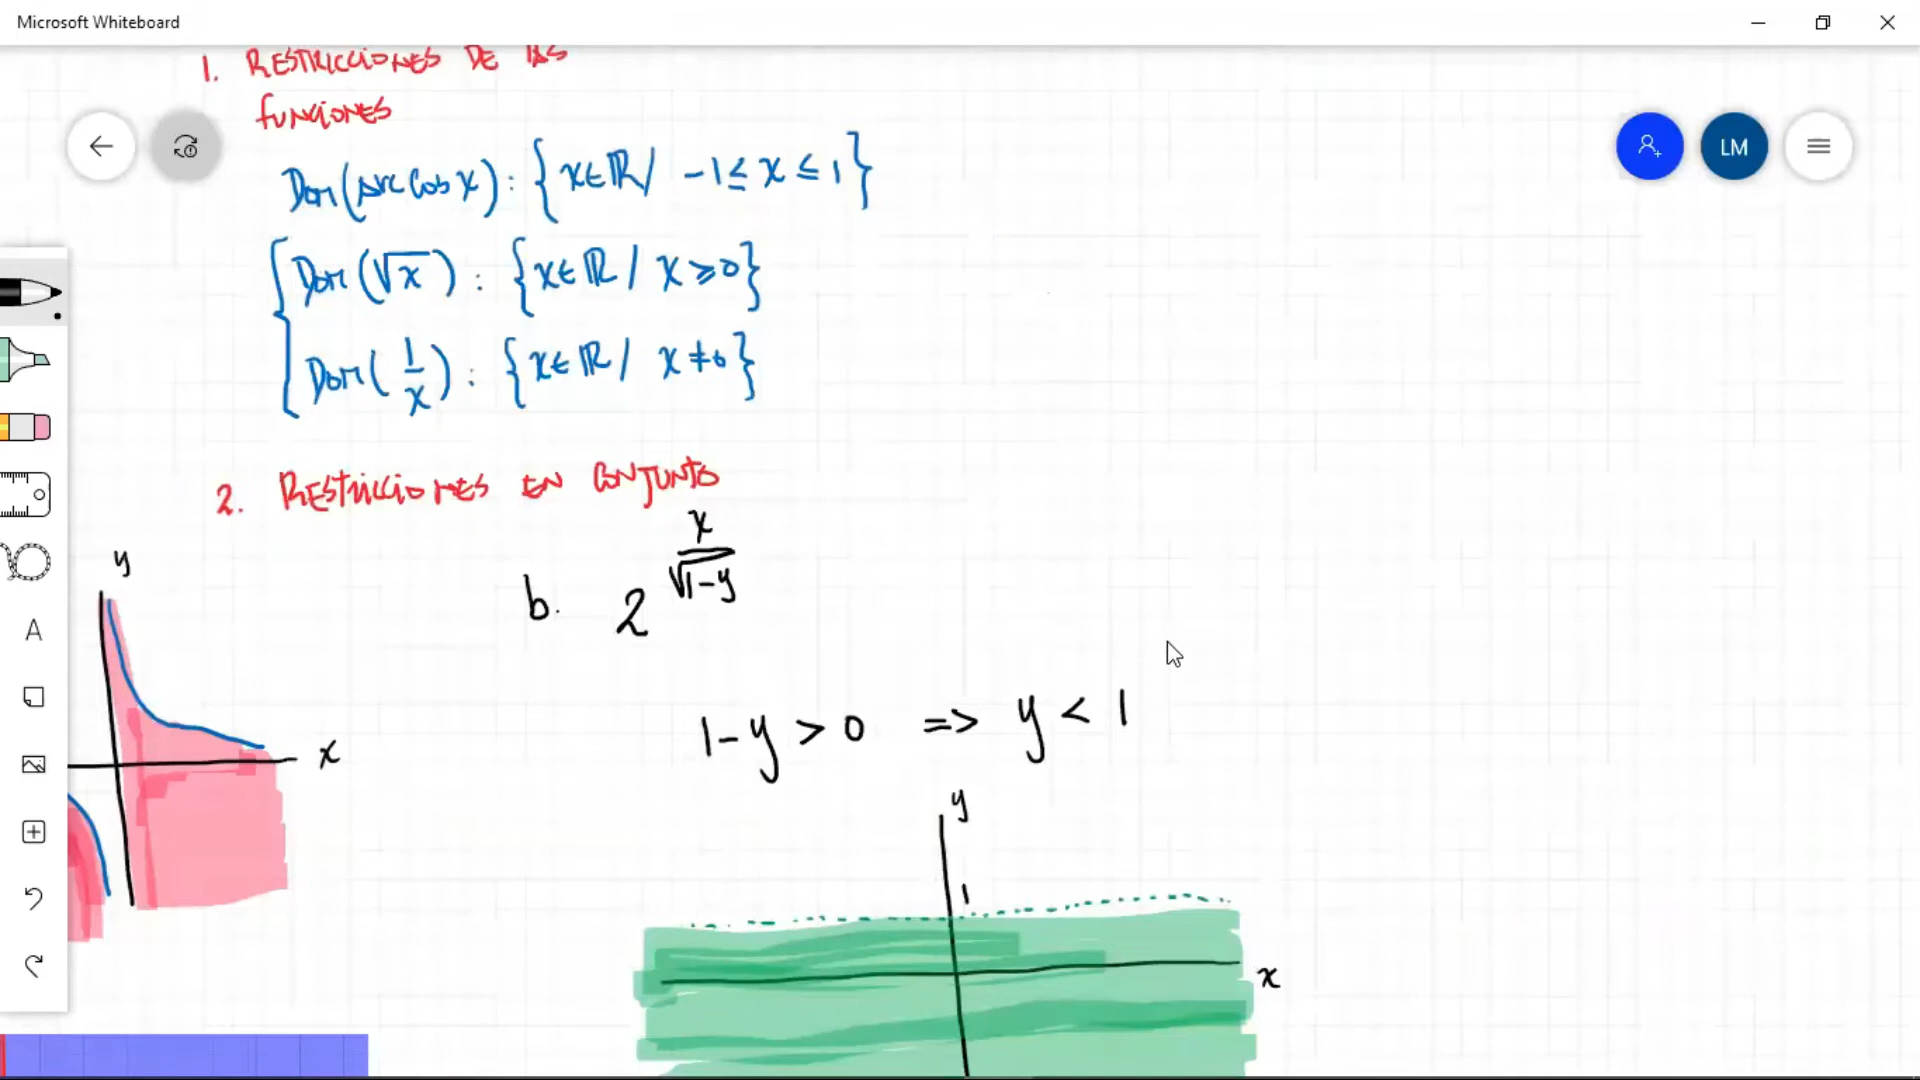 Microsoft Whiteboard
1. RESTRICCIONES DE LAS
funciones
LM
Dom(arc cos x): {x∈ℝ/ -1≤ x ≤ 1}
Dom(√x): {x∈ℝ / x ≥ 0}
Dom(1/x): {x∈ℝ/ x ≠ 0}
2. RESTRICCIONES EN CONJUNTO
b. 2^(x/√(1-y))
y
A
x
1-y > 0 => y < 1
y
1
x